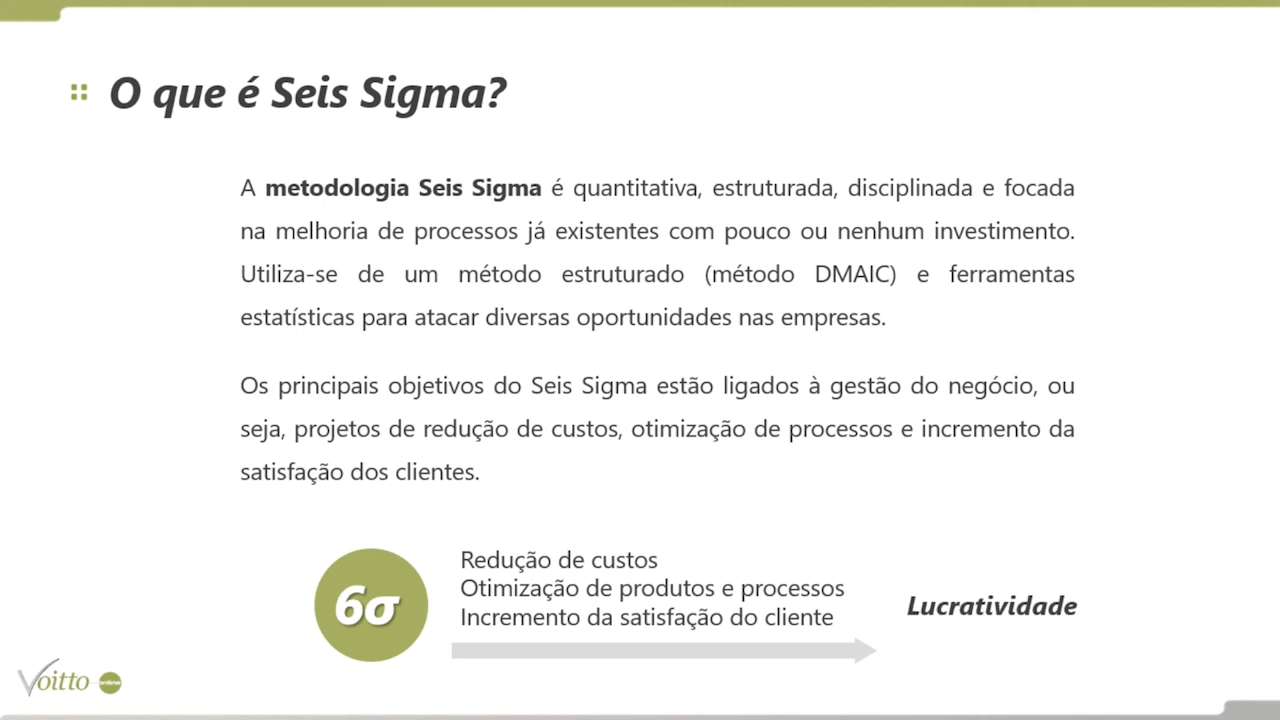 O que é Seis Sigma?
A metodologia Seis Sigma é quantitativa, estruturada, disciplinada e focada
na melhoria de processos já existentes com pouco ou nenhum investimento.
Utiliza-se de um método estruturado (método DMAIC) e ferramentas
estatísticas para atacar diversas oportunidades nas empresas.
Os principais objetivos do Seis Sigma estão ligados à gestão do negócio, ou
seja, projetos de redução de custos, otimização de processos e incremento da
satisfação dos clientes.
6σ
Redução de custos
Otimização de produtos e processos
Incremento da satisfação do cliente
Lucratividade
Voitto online